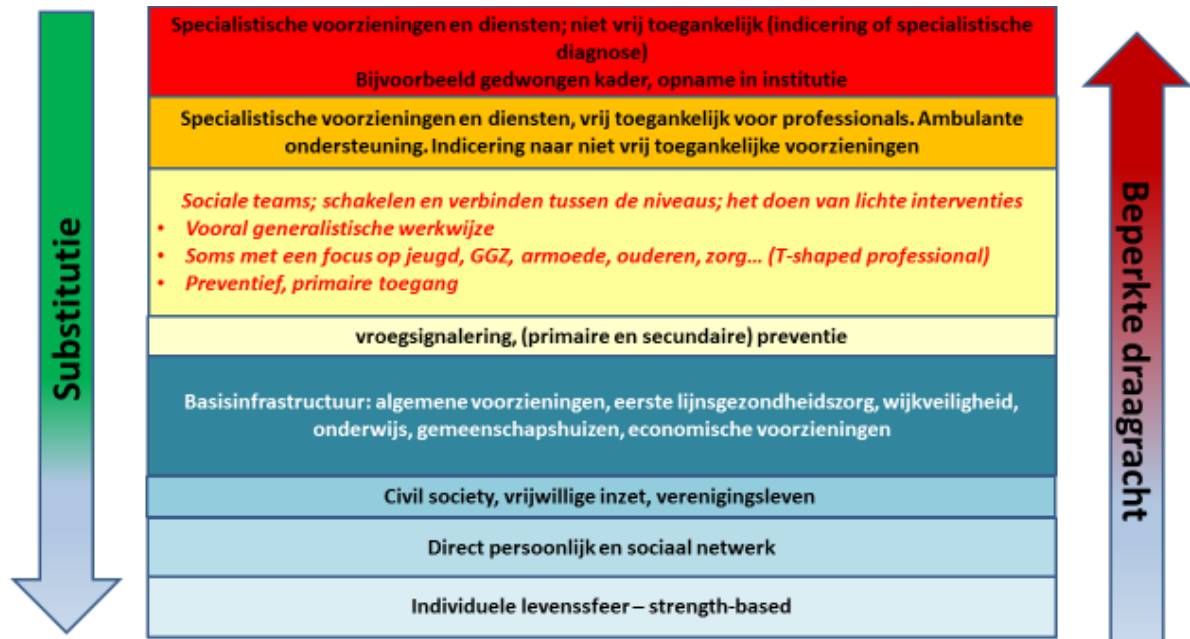 Substitutie
Specialistische voorzieningen en diensten; niet vrij toegankelijk (indicering of specialistische
diagnose)
Bijvoorbeeld gedwongen kader, opname in institutie
Specialistische voorzieningen en diensten, vrij toegankelijk voor professionals. Ambulante
ondersteuning. Indicering naar niet vrij toegankelijke voorzieningen
Sociale teams; schakelen en verbinden tussen de niveaus; het doen van lichte interventies
• Vooral generalistische werkwijze
• Soms met een focus op jeugd, GGZ, armoede, ouderen, zorg... (T-shaped professional)
• Preventief, primaire toegang
vroegsignalering, (primaire en secundaire) preventie
Basisinfrastructuur: algemene voorzieningen, eerste lijnsgezondheidszorg, wijkveiligheid,
onderwijs, gemeenschapshuizen, economische voorzieningen
Civil society, vrijwillige inzet, verenigingsleven
Direct persoonlijk en sociaal netwerk
Individuele levenssfeer – strength-based
Beperkte draagracht